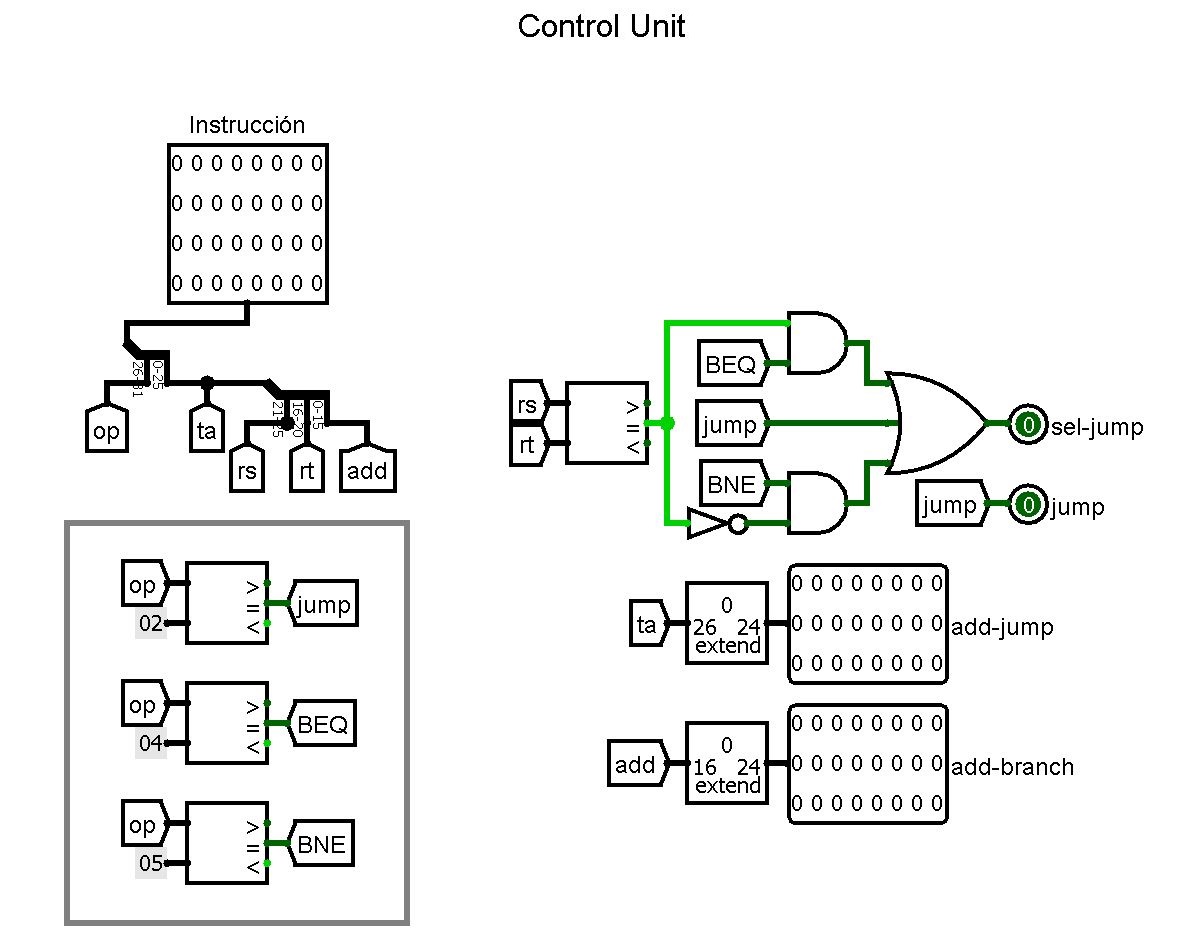 Control Unit
Instrucción
0 0 0 0 0 0 0 0
0 0 0 0 0 0 0 0
0 0 0 0 0 0 0 0
0 0 0 0 0 0 0 0
26-31
0-25
21-25
16-20
0-15
op
ta
rs
rt
add
op
02
>
=
<
jump
op
04
>
=
<
BEQ
op
05
>
=
<
BNE
rs
rt
>
=
<
BEQ
jump
BNE
0
sel-jump
jump
0
jump
ta
0
26 24
extend
0 0 0 0 0 0 0 0
0 0 0 0 0 0 0 0
0 0 0 0 0 0 0 0
add-jump
add
0
16 24
extend
0 0 0 0 0 0 0 0
0 0 0 0 0 0 0 0
0 0 0 0 0 0 0 0
add-branch